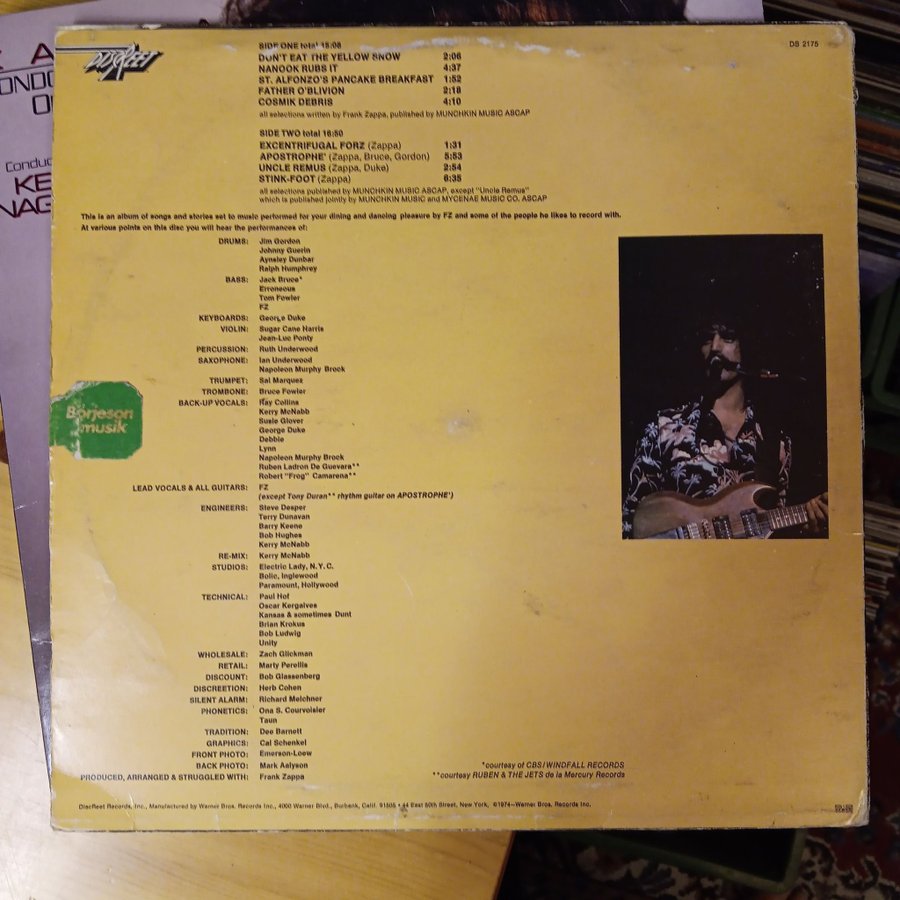 DISCREET
DS 2175
SIDE ONE total 15:08
DON'T EAT THE YELLOW SNOW 2:06
NANOOK RUBS IT 4:37
ST. ALFONZO'S PANCAKE BREAKFAST 1:52
FATHER O'BLIVION 2:18
COSMIK DEBRIS 4:10
all selections written by Frank Zappa, published by MUNCHKIN MUSIC ASCAP
SIDE TWO total 16:50
EXCENTRIFUGAL FORZ (Zappa) 1:31
APOSTROPHE' (Zappa, Bruce, Gordon) 5:53
UNCLE REMUS (Zappa, Duke) 2:54
STINK-FOOT (Zappa) 6:35
all selections published by MUNCHKIN MUSIC ASCAP, except "Uncle Remus"
which is published jointly by MUNCHKIN MUSIC and MYCENAE MUSIC CO. ASCAP
This is an album of songs and stories set to music performed for your dining and dancing pleasure by FZ and some of the people he likes to record with.
At various points on this disc you will hear the performances of:
DRUMS: Jim Gordon
Johnny Guerin
Aynsley Dunbar
Ralph Humphrey
BASS: Jack Bruce*
Erroneous
Tom Fowler
FZ
KEYBOARDS: George Duke
VIOLIN: Sugar Cane Harris
Jean-Luc Ponty
PERCUSSION: Ruth Underwood
SAXOPHONE: Ian Underwood
Napoleon Murphy Brock
TRUMPET: Sal Marquez
TROMBONE: Bruce Fowler
BACK-UP VOCALS: Ray Collins
Kerry McNabb
Susie Glover
George Duke
Debbie
Lynn
Napoleon Murphy Brock
Ruben Ladron De Guevara**
Robert "Frog" Camarena**
LEAD VOCALS & ALL GUITARS: FZ
(except Tony Duran** rhythm guitar on APOSTROPHE')
ENGINEERS: Steve Desper
Terry Dunavan
Barry Keene
Bob Hughes
Kerry McNabb
RE-MIX: Kerry McNabb
STUDIOS: Electric Lady, N.Y.C.
Bolic, Inglewood
Paramount, Hollywood
TECHNICAL: Paul Hof
Oscar Kergaives
Kansas & sometimes Dunt
Brian Krokus
Bob Ludwig
Unity
WHOLESALE: Zach Glickman
RETAIL: Marty Perellis
DISCOUNT: Bob Glassenberg
DISCREETION: Herb Cohen
SILENT ALARM: Richard Melchner
PHONETICS: Ona S. Courvoisier
Taun
TRADITION: Dee Barnett
GRAPHICS: Cal Schenkel
FRONT PHOTO: Emerson-Loew
BACK PHOTO: Mark Aalyson
PRODUCED, ARRANGED & STRUGGLED WITH: Frank Zappa
*courtesy of CBS/WINDFALL RECORDS
**courtesy RUBEN & THE JETS de la Mercury Records
DiscReet Records, Inc., Manufactured by Warner Bros. Records Inc., 4000 Warner Blvd., Burbank, Calif. 91505 • 44 East 50th Street, New York, ©1974—Warner Bros. Records Inc.
Börjeson
musik
Conduc
KE
NAG